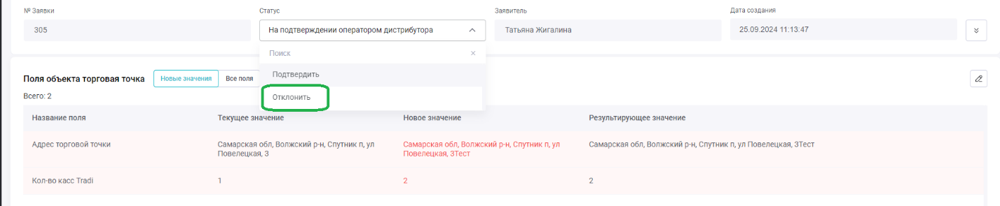 № Заявки
Статус
Заявитель
Дата создания
305
На подтверждении оператором дистрибутора
Татьяна Жигалина
25.09.2024 11:13:47
Поиск
Подтвердить
Отклонить
Поля объекта торговая точка
Новые значения
Все поля
Всего: 2
Название поля
Текущее значение
Новое значение
Результирующее значение
Адрес торговой точки
Самарская обл, Волжский р-н, Спутник п, ул
Повелецкая, 3
Самарская обл, Волжский р-н, Спутник п, ул
Повелецкая, 3Тест
Самарская обл, Волжский р-н, Спутник п, ул Повелецкая, 3Тест
Кол-во касс Tradi
1
2
2